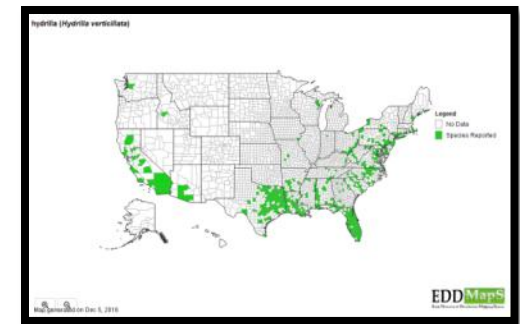 hydrilla (Hydrilla verticillata)
Legend
No Data
Species Reported
EDDMapS
Map generated on Dec 5, 2016